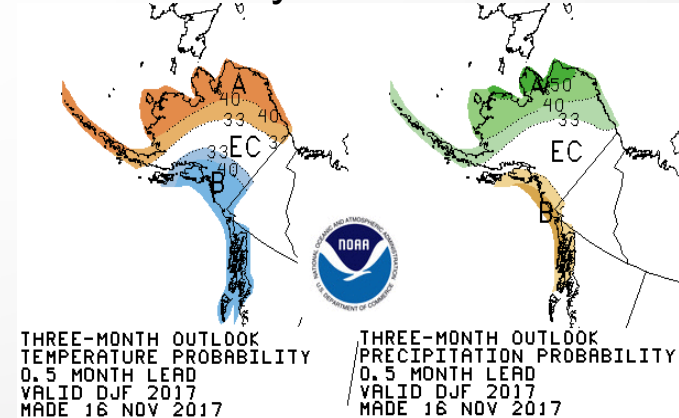 A
40
40
33
EC
33
40
B
THREE-MONTH OUTLOOK
TEMPERATURE PROBABILITY
0.5 MONTH LEAD
VALID DJF 2017
MADE 16 NOV 2017
NATIONAL OCEANIC AND ATMOSPHERIC ADMINISTRATION
NOAA
U.S. DEPARTMENT OF COMMERCE
A 50
40
33
EC
B
THREE-MONTH OUTLOOK
PRECIPITATION PROBABILITY
0.5 MONTH LEAD
VALID DJF 2017
MADE 16 NOV 2017